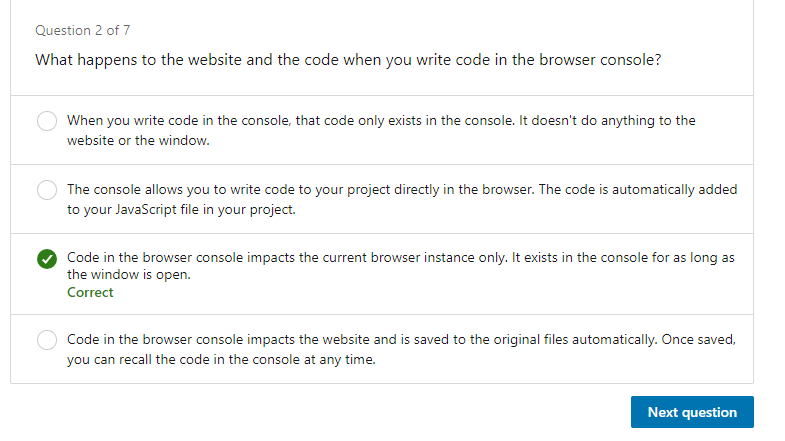 Question 2 of 7
What happens to the website and the code when you write code in the browser console?
When you write code in the console, that code only exists in the console. It doesn't do anything to the
website or the window.
The console allows you to write code to your project directly in the browser. The code is automatically added
to your JavaScript file in your project.
Code in the browser console impacts the current browser instance only. It exists in the console for as long as
the window is open.
Correct
Code in the browser console impacts the website and is saved to the original files automatically. Once saved,
you can recall the code in the console at any time.
Next question